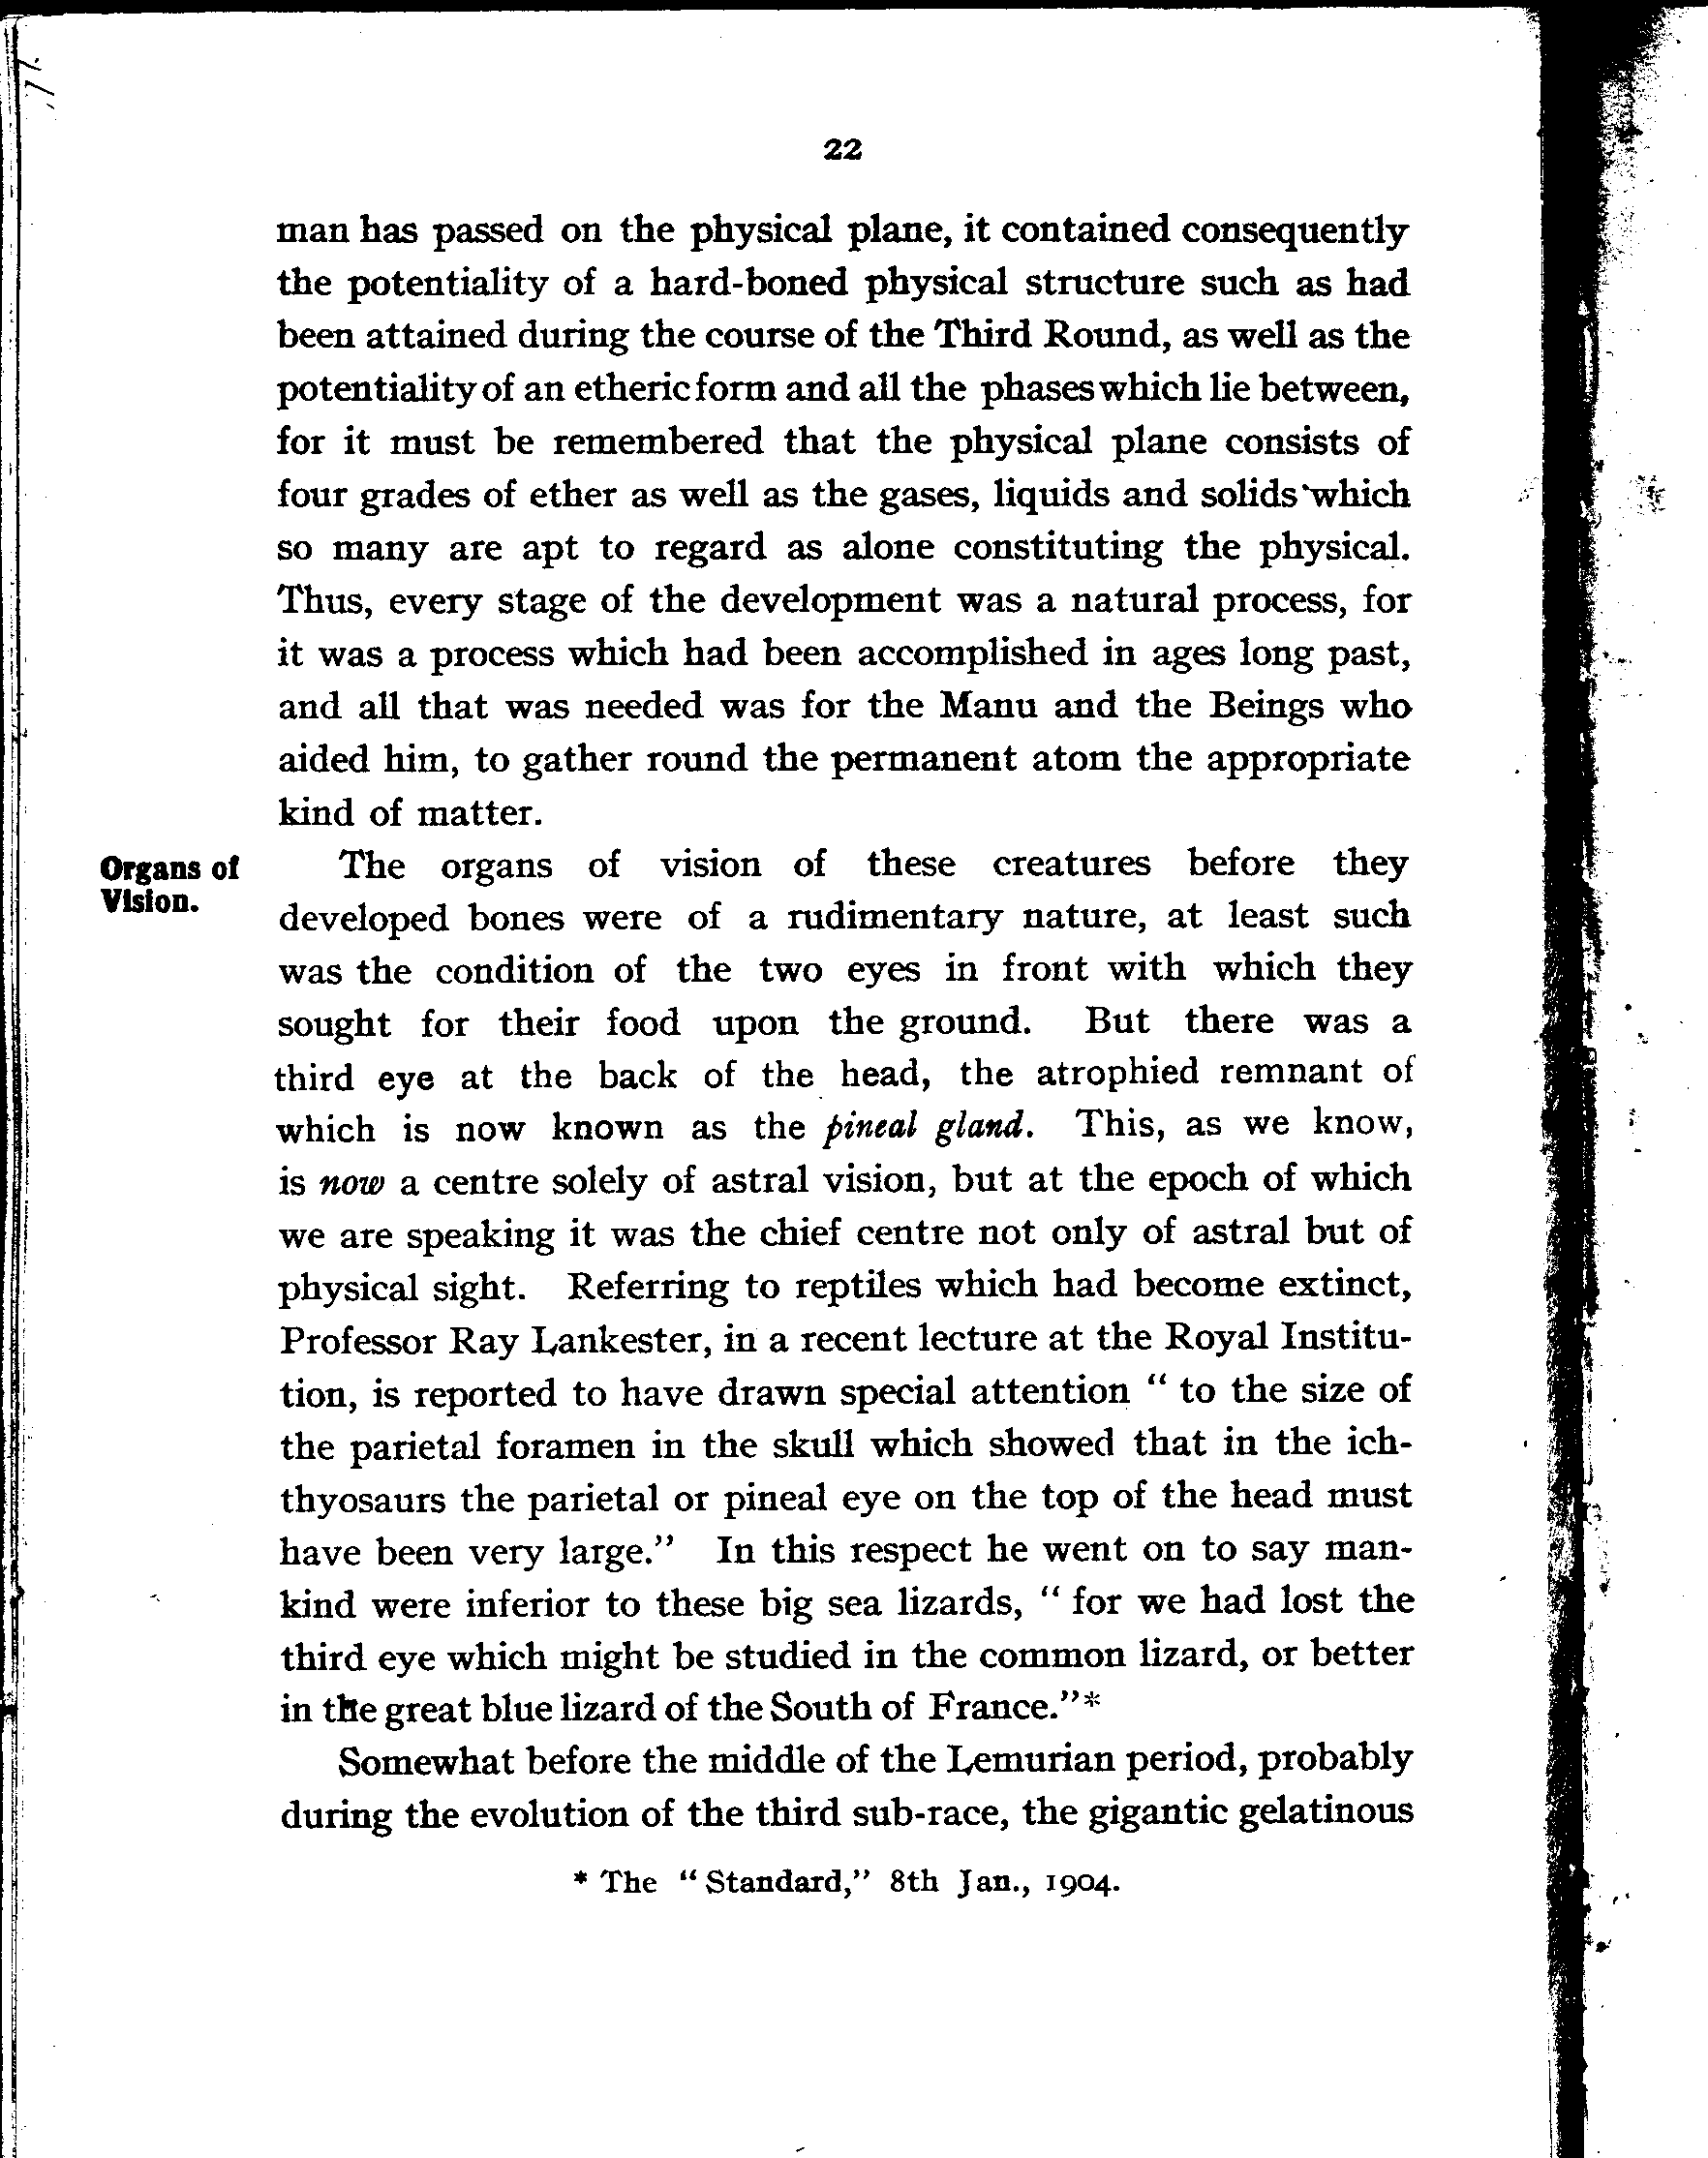 22
man has passed on the physical plane, it contained consequently
the potentiality of a hard-boned physical structure such as had
been attained during the course of the Third Round, as well as the
potentiality of an etheric form and all the phases which lie between,
for it must be remembered that the physical plane consists of
four grades of ether as well as the gases, liquids and solids which
so many are apt to regard as alone constituting the physical.
Thus, every stage of the development was a natural process, for
it was a process which had been accomplished in ages long past,
and all that was needed was for the Manu and the Beings who
aided him, to gather round the permanent atom the appropriate
kind of matter.
Organs of
Vision.
The organs of vision of these creatures before they
developed bones were of a rudimentary nature, at least such
was the condition of the two eyes in front with which they
sought for their food upon the ground. But there was a
third eye at the back of the head, the atrophied remnant of
which is now known as the pineal gland. This, as we know,
is now a centre solely of astral vision, but at the epoch of which
we are speaking it was the chief centre not only of astral but of
physical sight. Referring to reptiles which had become extinct,
Professor Ray Lankester, in a recent lecture at the Royal Institu-
tion, is reported to have drawn special attention " to the size of
the parietal foramen in the skull which showed that in the ich-
thyosaurs the parietal or pineal eye on the top of the head must
have been very large." In this respect he went on to say man-
kind were inferior to these big sea lizards, " for we had lost the
third eye which might be studied in the common lizard, or better
in the great blue lizard of the South of France."*
Somewhat before the middle of the Lemurian period, probably
during the evolution of the third sub-race, the gigantic gelatinous
* The " Standard," 8th Jan., 1904.